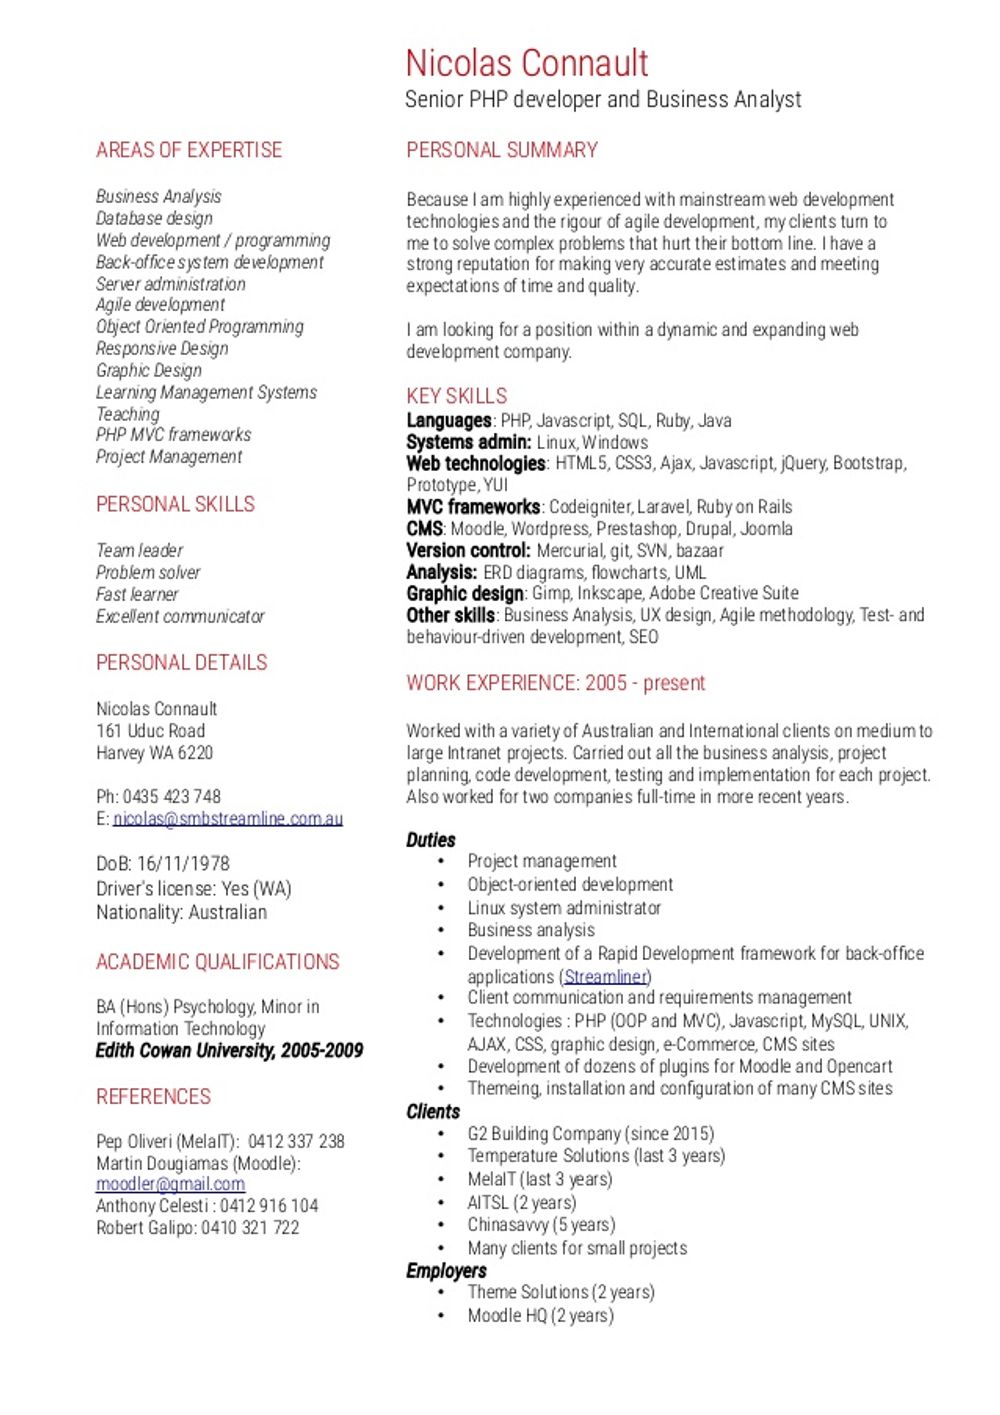 Nicolas Connault
Senior PHP developer and Business Analyst
AREAS OF EXPERTISE
Business Analysis
Database design
Web development / programming
Back-office system development
Server administration
Agile development
Object Oriented Programming
Responsive Design
Graphic Design
Learning Management Systems
Teaching
PHP MVC frameworks
Project Management
PERSONAL SKILLS
Team leader
Problem solver
Fast learner
Excellent communicator
PERSONAL DETAILS
Nicolas Connault
161 Uduc Road
Harvey WA 6220
Ph: 0435 423 748
E: nicolas@smbstreamline.com.au
DoB: 16/11/1978
Driver's license: Yes (WA)
Nationality: Australian
ACADEMIC QUALIFICATIONS
BA (Hons) Psychology, Minor in
Information Technology
Edith Cowan University, 2005-2009
REFERENCES
Pep Oliveri (MelaIT): 0412 337 238
Martin Dougiamas (Moodle):
moodler@gmail.com
Anthony Celesti : 0412 916 104
Robert Galipo: 0410 321 722
PERSONAL SUMMARY
Because I am highly experienced with mainstream web development
technologies and the rigour of agile development, my clients turn to
me to solve complex problems that hurt their bottom line. I have a
strong reputation for making very accurate estimates and meeting
expectations of time and quality.
I am looking for a position within a dynamic and expanding web
development company.
KEY SKILLS
Languages: PHP, Javascript, SQL, Ruby, Java
Systems admin: Linux, Windows
Web technologies: HTML5, CSS3, Ajax, Javascript, jQuery, Bootstrap,
Prototype, YUI
MVC frameworks: Codeigniter, Laravel, Ruby on Rails
CMS: Moodle, Wordpress, Prestashop, Drupal, Joomla
Version control: Mercurial, git, SVN, bazaar
Analysis: ERD diagrams, flowcharts, UML
Graphic design: Gimp, Inkscape, Adobe Creative Suite
Other skills: Business Analysis, UX design, Agile methodology, Test- and
behaviour-driven development, SEO
WORK EXPERIENCE: 2005 - present
Worked with a variety of Australian and International clients on medium to
large Intranet projects. Carried out all the business analysis, project
planning, code development, testing and implementation for each project.
Also worked for two companies full-time in more recent years.
Duties
• Project management
• Object-oriented development
• Linux system administrator
• Business analysis
• Development of a Rapid Development framework for back-office
applications (Streamliner)
• Client communication and requirements management
• Technologies : PHP (OOP and MVC), Javascript, MySQL, UNIX,
AJAX, CSS, graphic design, e-Commerce, CMS sites
• Development of dozens of plugins for Moodle and Opencart
• Themeing, installation and configuration of many CMS sites
Clients
• G2 Building Company (since 2015)
• Temperature Solutions (last 3 years)
• MelaIT (last 3 years)
• AITSL (2 years)
• Chinasavvy (5 years)
• Many clients for small projects
Employers
• Theme Solutions (2 years)
• Moodle HQ (2 years)